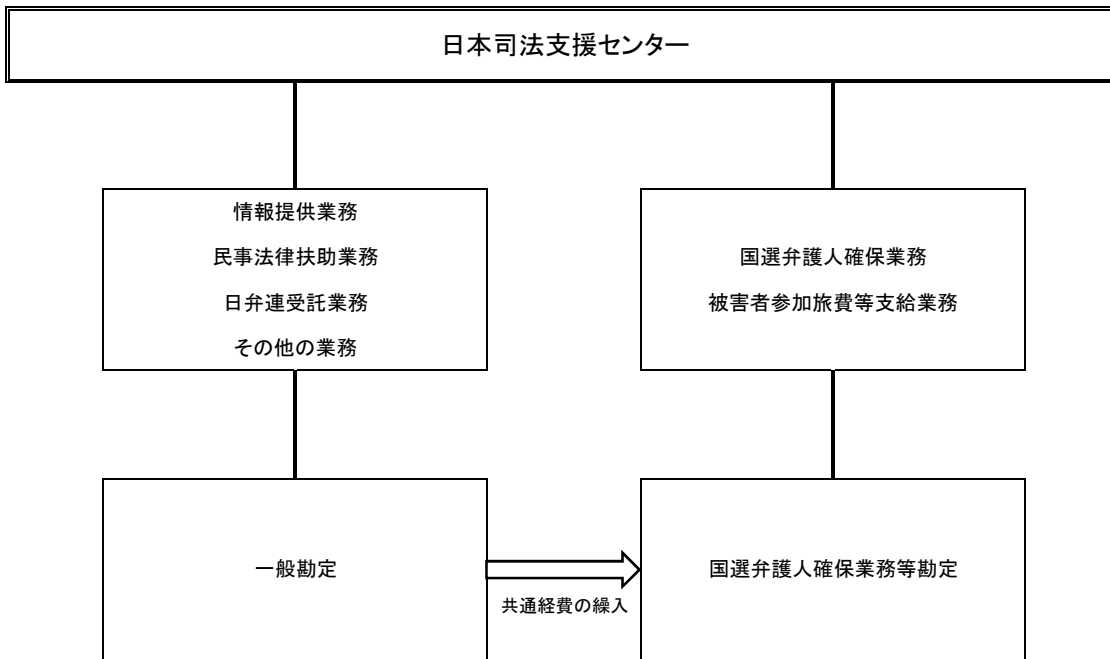 日本司法支援センター
情報提供業務
民事法律扶助業務
日弁連受託業務
その他の業務
国選弁護人確保業務
被害者参加旅費等支給業務
一般勘定
共通経費の繰入
国選弁護人確保業務等勘定